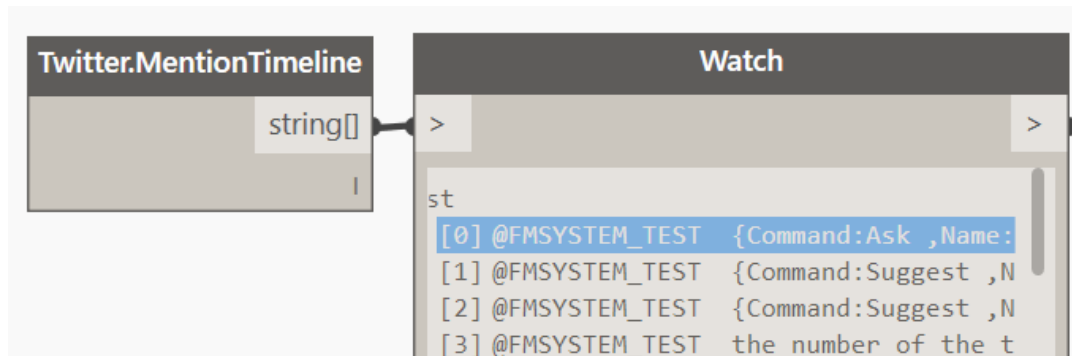 Twitter.MentionTimeline
string[]
I
Watch
>
>
st
[0] @FMSYSTEM_TEST {Command:Ask ,Name:
[1] @FMSYSTEM_TEST {Command:Suggest ,N
[2] @FMSYSTEM_TEST {Command:Suggest ,N
[3] @FMSYSTEM_TEST the number of the t